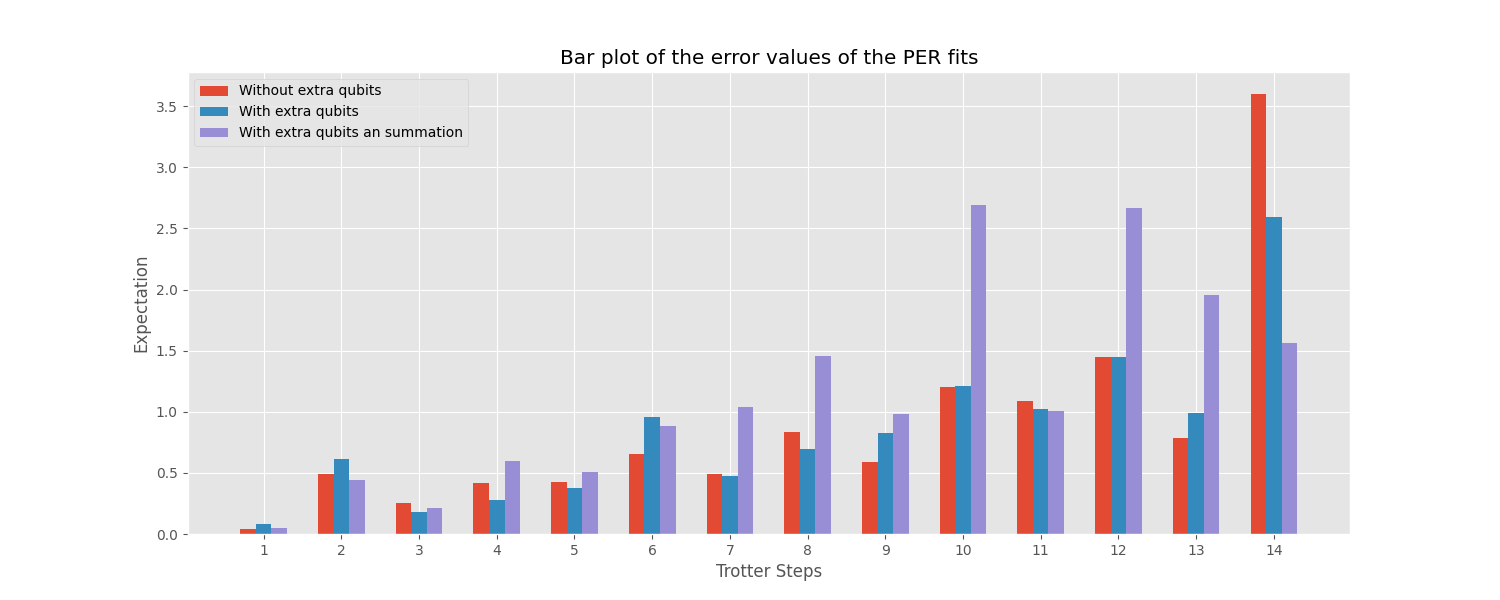 Bar plot of the error values of the PER fits
Without extra qubits
With extra qubits
With extra qubits an summation
Expectation
3.5
3.0
2.5
2.0
1.5
1.0
0.5
0.0
1 2 3 4 5 6 7 8 9 10 11 12 13 14
Trotter Steps